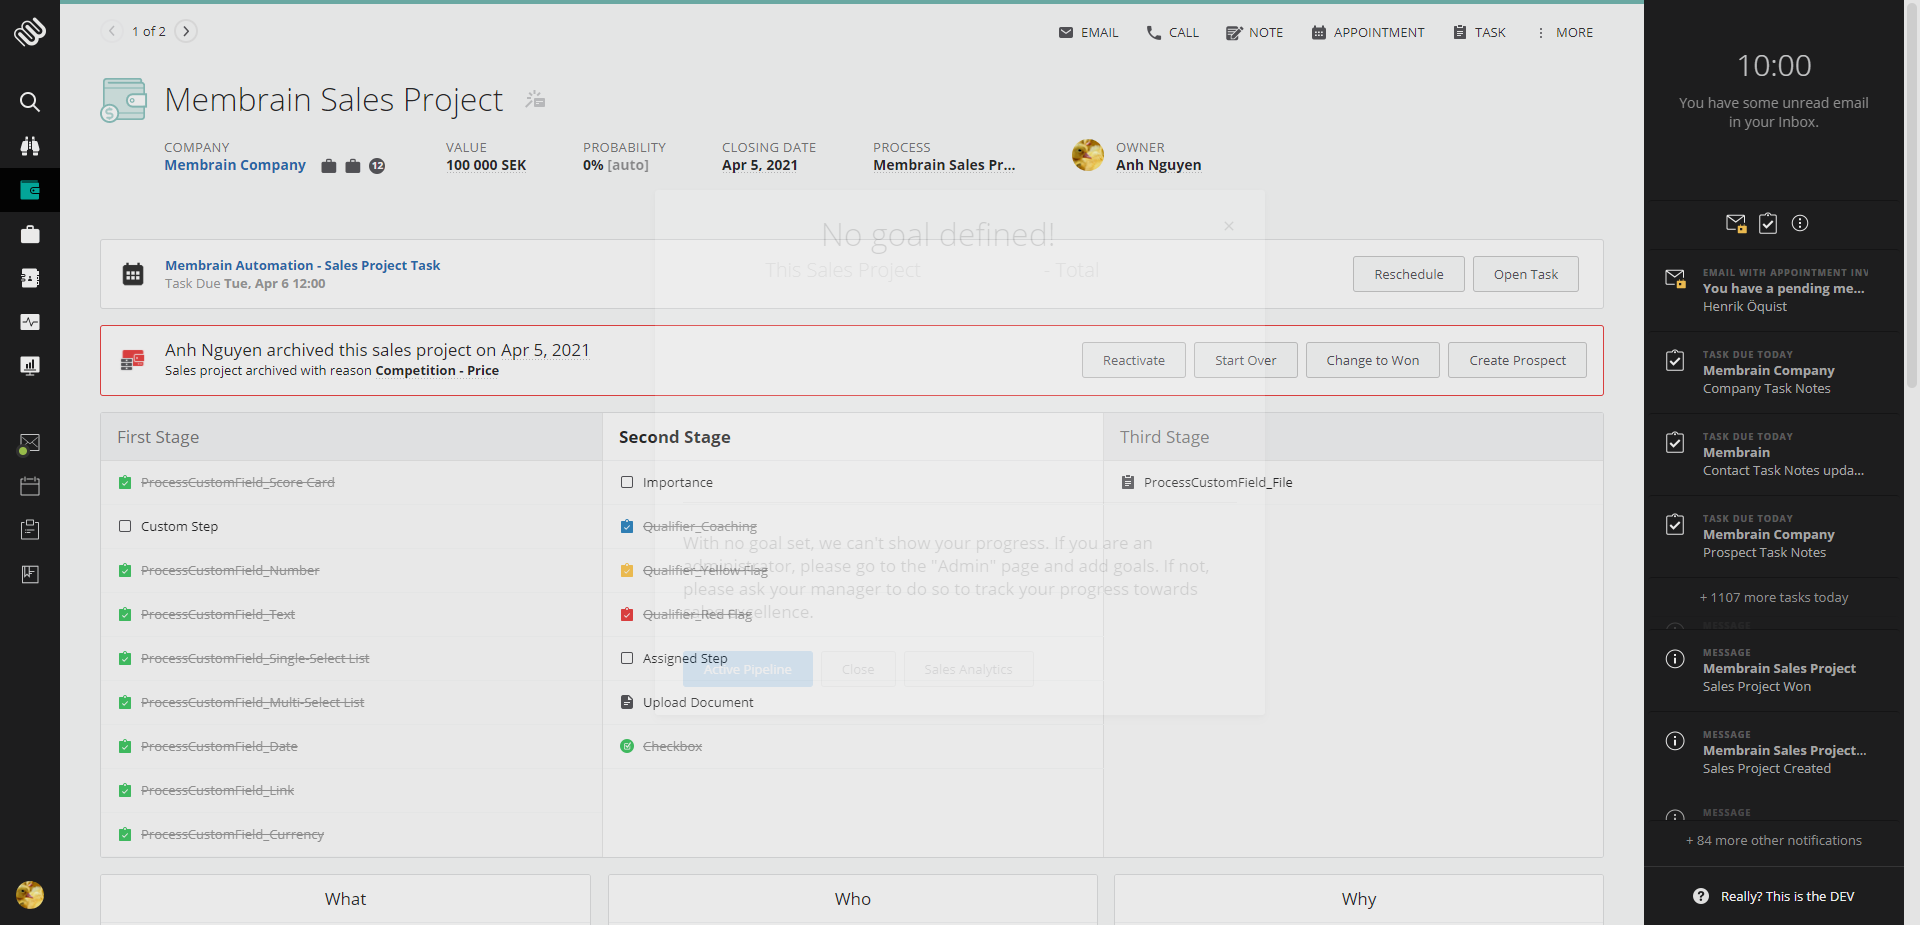 1 of 2
EMAIL
CALL
NOTE
APPOINTMENT
TASK
MORE
Membrain Sales Project
COMPANY
Membrain Company
12
VALUE
100 000 SEK
PROBABILITY
0% [auto]
CLOSING DATE
Apr 5, 2021
PROCESS
Membrain Sales Pr...
OWNER
Anh Nguyen
No goal defined!
This Sales Project - Total
Membrain Automation - Sales Project Task
Task Due Tue, Apr 6 12:00
Reschedule
Open Task
Anh Nguyen archived this sales project on Apr 5, 2021
Sales project archived with reason Competition - Price
Reactivate
Start Over
Change to Won
Create Prospect
First Stage
ProcessCustomField_Score Card
Custom Step
ProcessCustomField_Number
ProcessCustomField_Text
ProcessCustomField_Single-Select List
ProcessCustomField_Multi-Select List
ProcessCustomField_Date
ProcessCustomField_Link
ProcessCustomField_Currency
Second Stage
Importance
Qualifier_Coaching
Qualifier_Yellow Flag
Qualifier_Red Flag
Assigned Step
Upload Document
Checkbox
Third Stage
ProcessCustomField_File
With no goal set, we can't show your progress. If you are an
administrator, please go to the "Admin" page and add goals. If not,
please ask your manager to do so to track your progress towards
sales excellence.
Active Pipeline
Close
Sales Analytics
What
Who
Why
10:00
You have some unread email
in your Inbox.
EMAIL WITH APPOINTMENT INV
You have a pending me...
Henrik Öquist
TASK DUE TODAY
Membrain Company
Company Task Notes
TASK DUE TODAY
Membrain
Contact Task Notes upda...
TASK DUE TODAY
Membrain Company
Prospect Task Notes
+ 1107 more tasks today
MESSAGE
MESSAGE
Membrain Sales Project
Sales Project Won
MESSAGE
Membrain Sales Project...
Sales Project Created
MESSAGE
+ 84 more other notifications
Really? This is the DEV